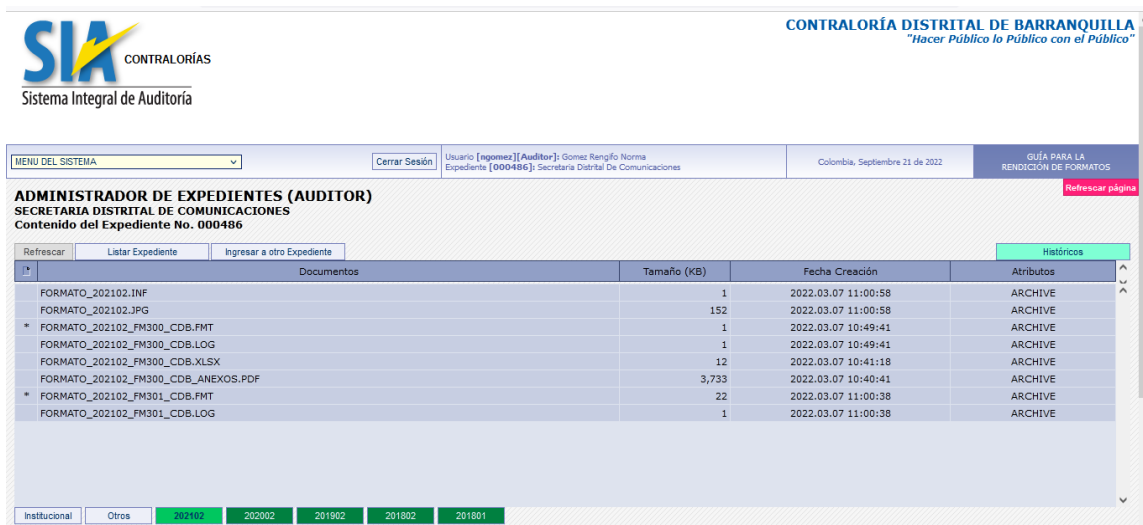 CONTRALORÍA DISTRITAL DE BARRANQUILLA
"Hacer Público lo Público con el Público"
SIA
CONTRALORÍAS
Sistema Integral de Auditoría
MENU DEL SISTEMA
Cerrar Sesión
Usuario [ngomez][Auditor]: Gomez Rengifo Norma
Expediente [000486]: Secretaria Distrital De Comunicaciones
Colombia, Septiembre 21 de 2022
GUÍA PARA LA
RENDICIÓN DE FORMATOS
Refrescar página
ADMINISTRADOR DE EXPEDIENTES (AUDITOR)
SECRETARIA DISTRITAL DE COMUNICACIONES
Contenido del Expediente No. 000486
Refrescar Listar Expediente Ingresar a otro Expediente Históricos
Documentos Tamaño (KB) Fecha Creación Atributos
FORMATO_202102.INF 1 2022.03.07 11:00:58 ARCHIVE
FORMATO_202102.JPG 152 2022.03.07 11:00:58 ARCHIVE
* FORMATO_202102_FM300_CDB.FMT 1 2022.03.07 10:49:41 ARCHIVE
FORMATO_202102_FM300_CDB.LOG 1 2022.03.07 10:49:41 ARCHIVE
FORMATO_202102_FM300_CDB.XLSX 12 2022.03.07 10:41:18 ARCHIVE
FORMATO_202102_FM300_CDB_ANEXOS.PDF 3,733 2022.03.07 10:40:41 ARCHIVE
* FORMATO_202102_FM301_CDB.FMT 22 2022.03.07 11:00:38 ARCHIVE
FORMATO_202102_FM301_CDB.LOG 1 2022.03.07 11:00:38 ARCHIVE
Institucional Otros 202102 202002 201902 201802 201801